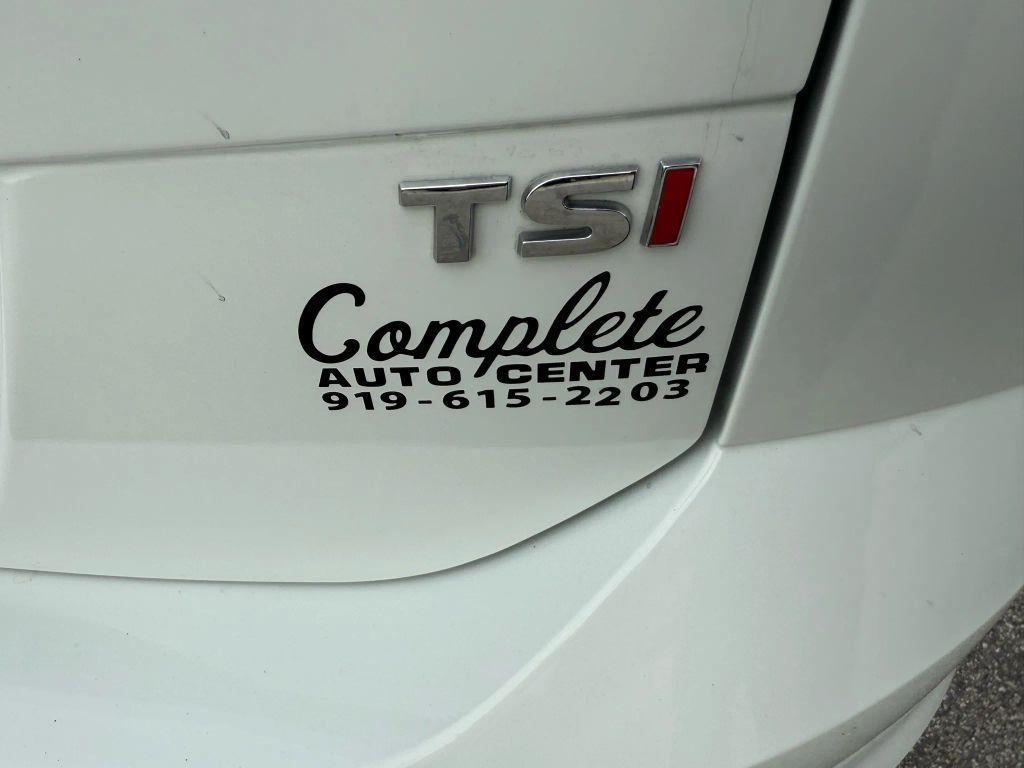 TSI
Complete
AUTO CENTER
919-615-2203